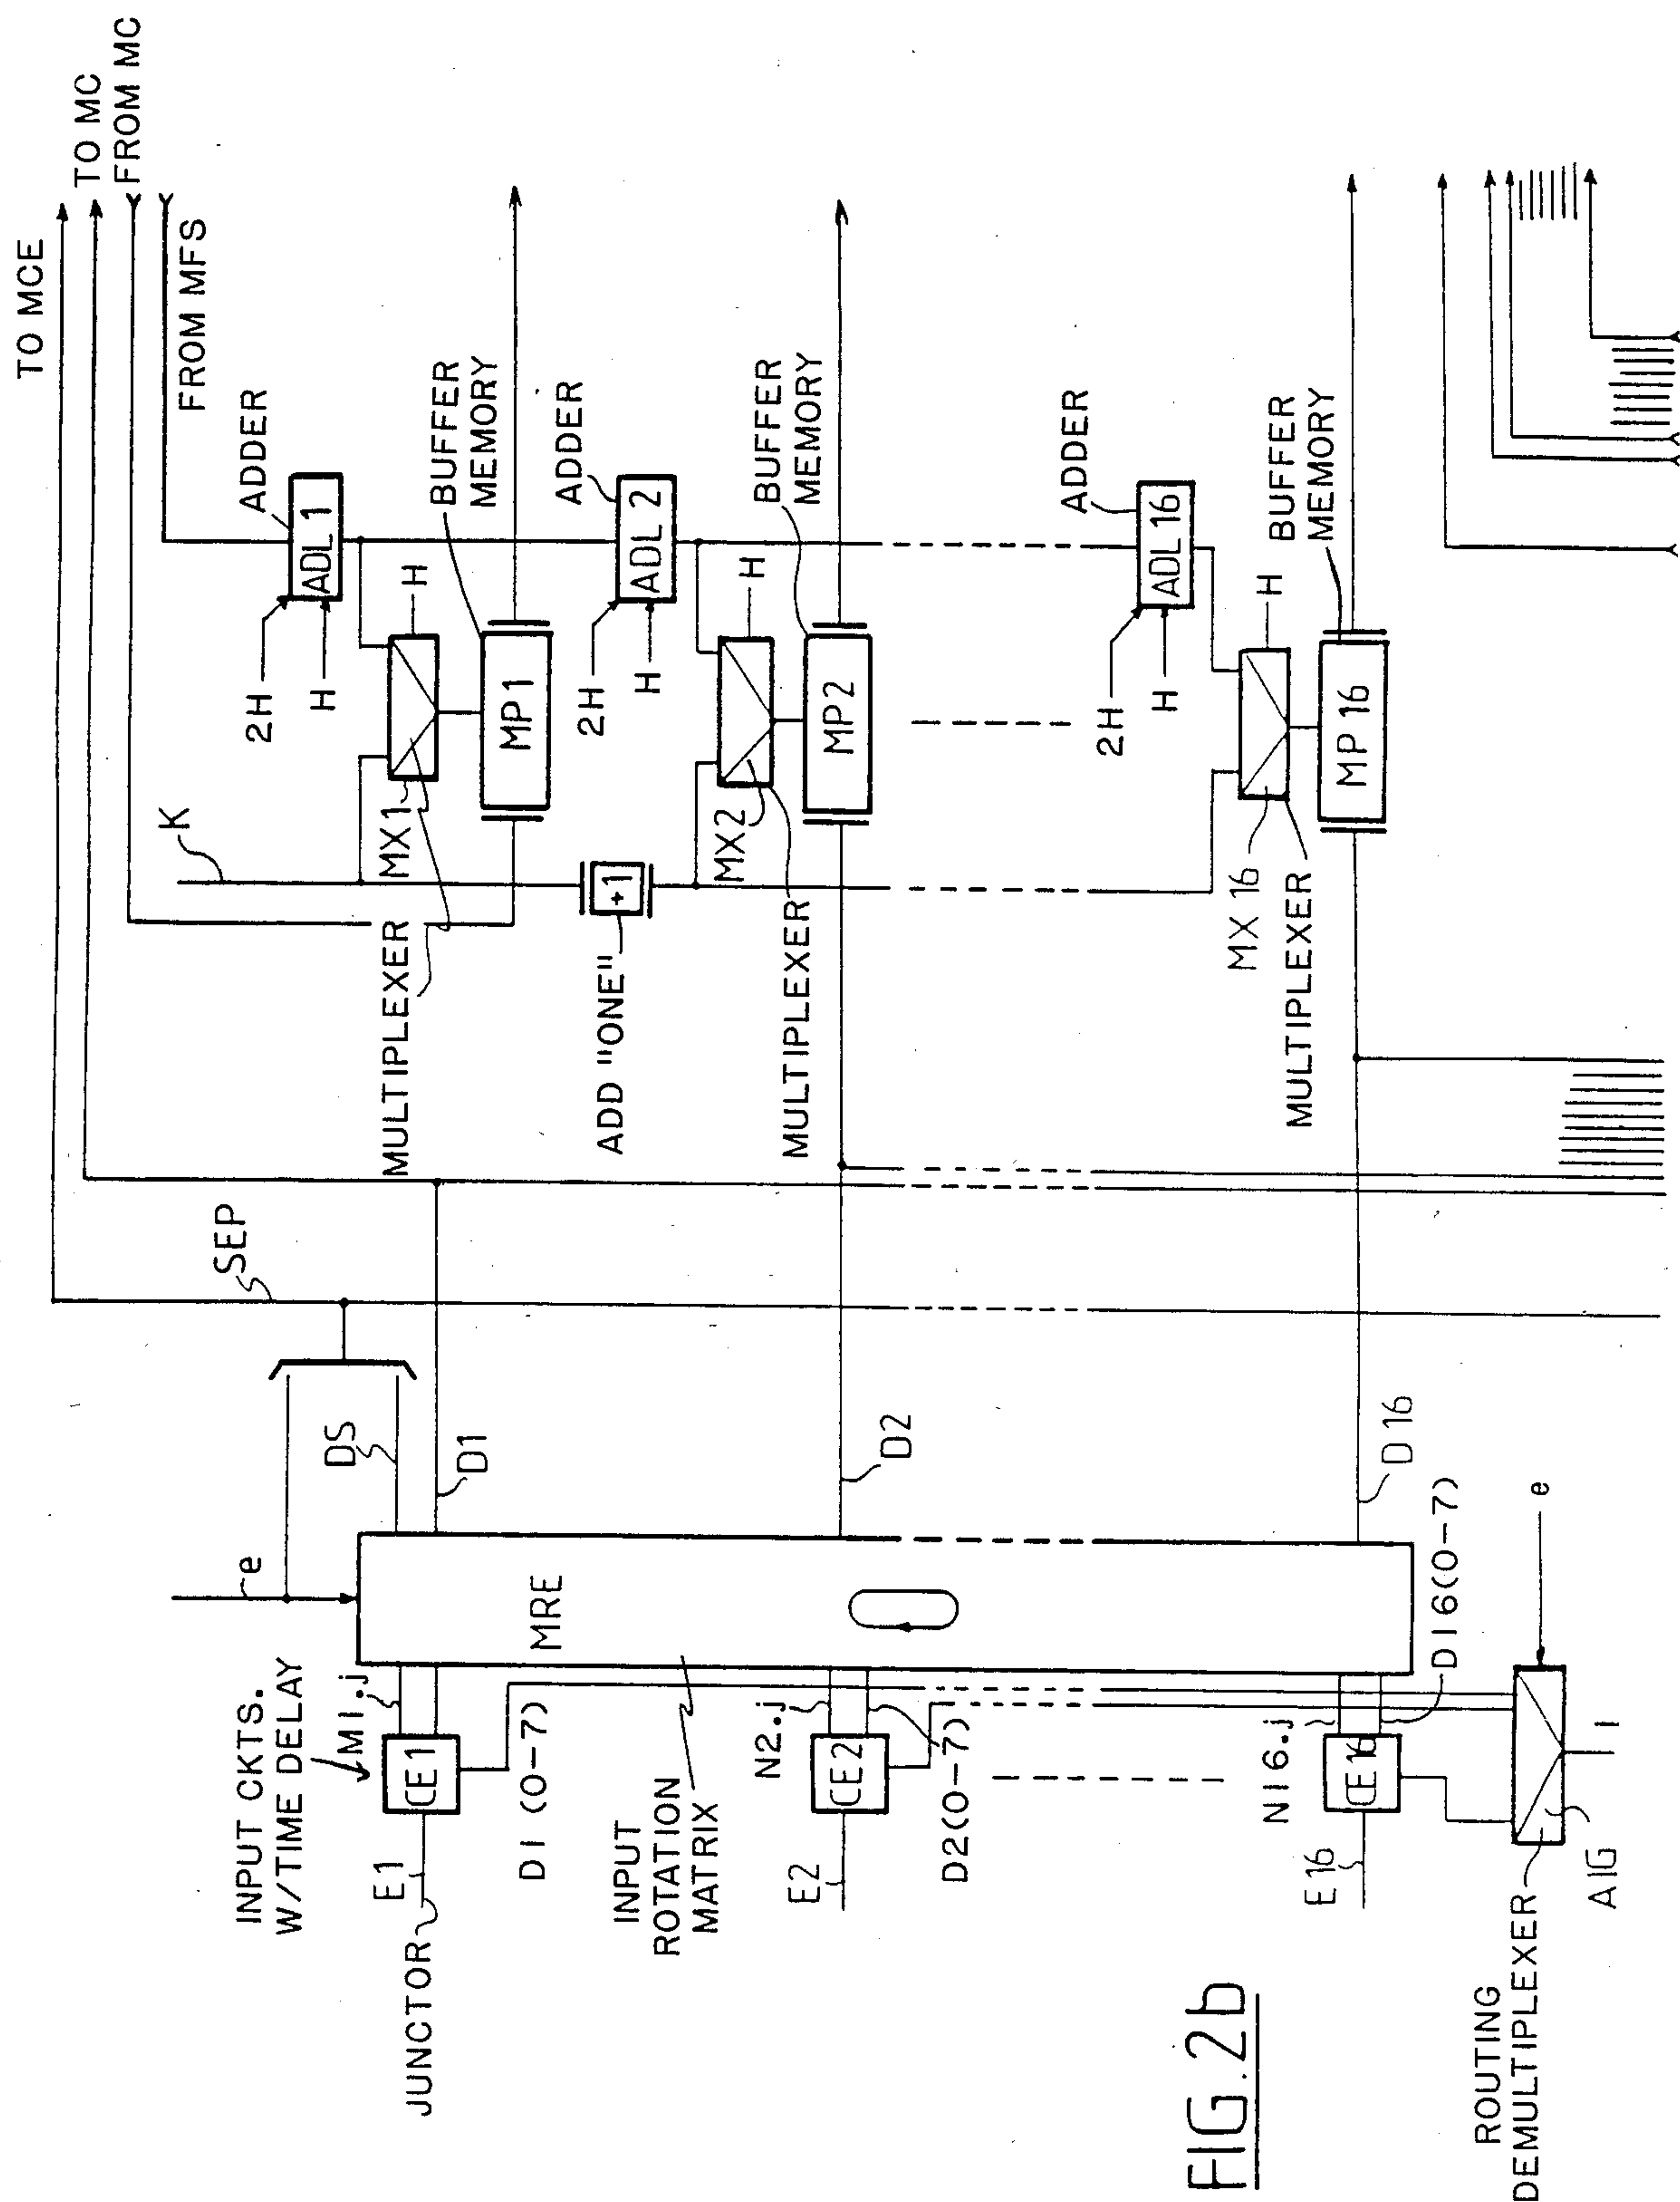 TO MCE
TO MC
FROM MC
FROM MFS
ADDER
ADL 1
2H
H
H
K
MX1
MULTIPLEXER
BUFFER
MEMORY
MP1
ADD "ONE"
+1
ADDER
ADL 2
2H
H
H
MX2
MULTIPLEXER
BUFFER
MEMORY
MP2
ADDER
ADL 16
2H
H
H
MX 16
MULTIPLEXER
BUFFER
MEMORY
MP 16
SEP
DS
D1
D2
D 16
e
MRE
INPUT CKTS.
W/TIME DELAY
M1.j
CE1
E1
JUNCTOR
D1 (0-7)
INPUT
ROTATION
MATRIX
N2.j
CE2
E2
D2(0-7)
N16.j
CE16
E16
D16(0-7)
e
I
AIG
ROUTING
DEMULTIPLEXER
FIG. 2b